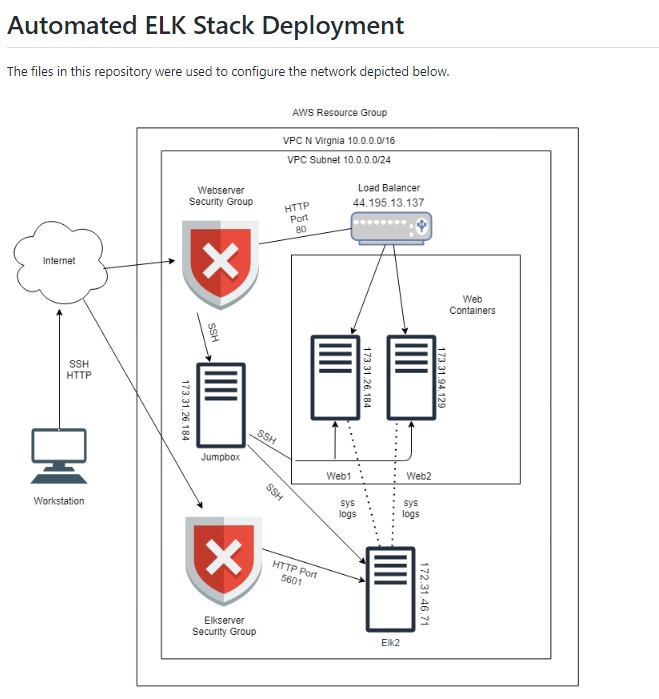 Automated ELK Stack Deployment
The files in this repository were used to configure the network depicted below.
AWS Resource Group
VPC N Virgnia 10.0.0.0/16
VPC Subnet 10.0.0.0/24
Webserver
Security Group
HTTP
Port
80
Load Balancer
44.195.13.137
Internet
Web
Containers
SSH
SSH
HTTP
173.31.26.184
173.31.26.184
173.31.94.129
Jumpbox
SSH
Web1
Web2
Workstation
SSH
sys
logs
sys
logs
HTTP Port
5601
172.31.46.71
Elkserver
Security Group
Elk2